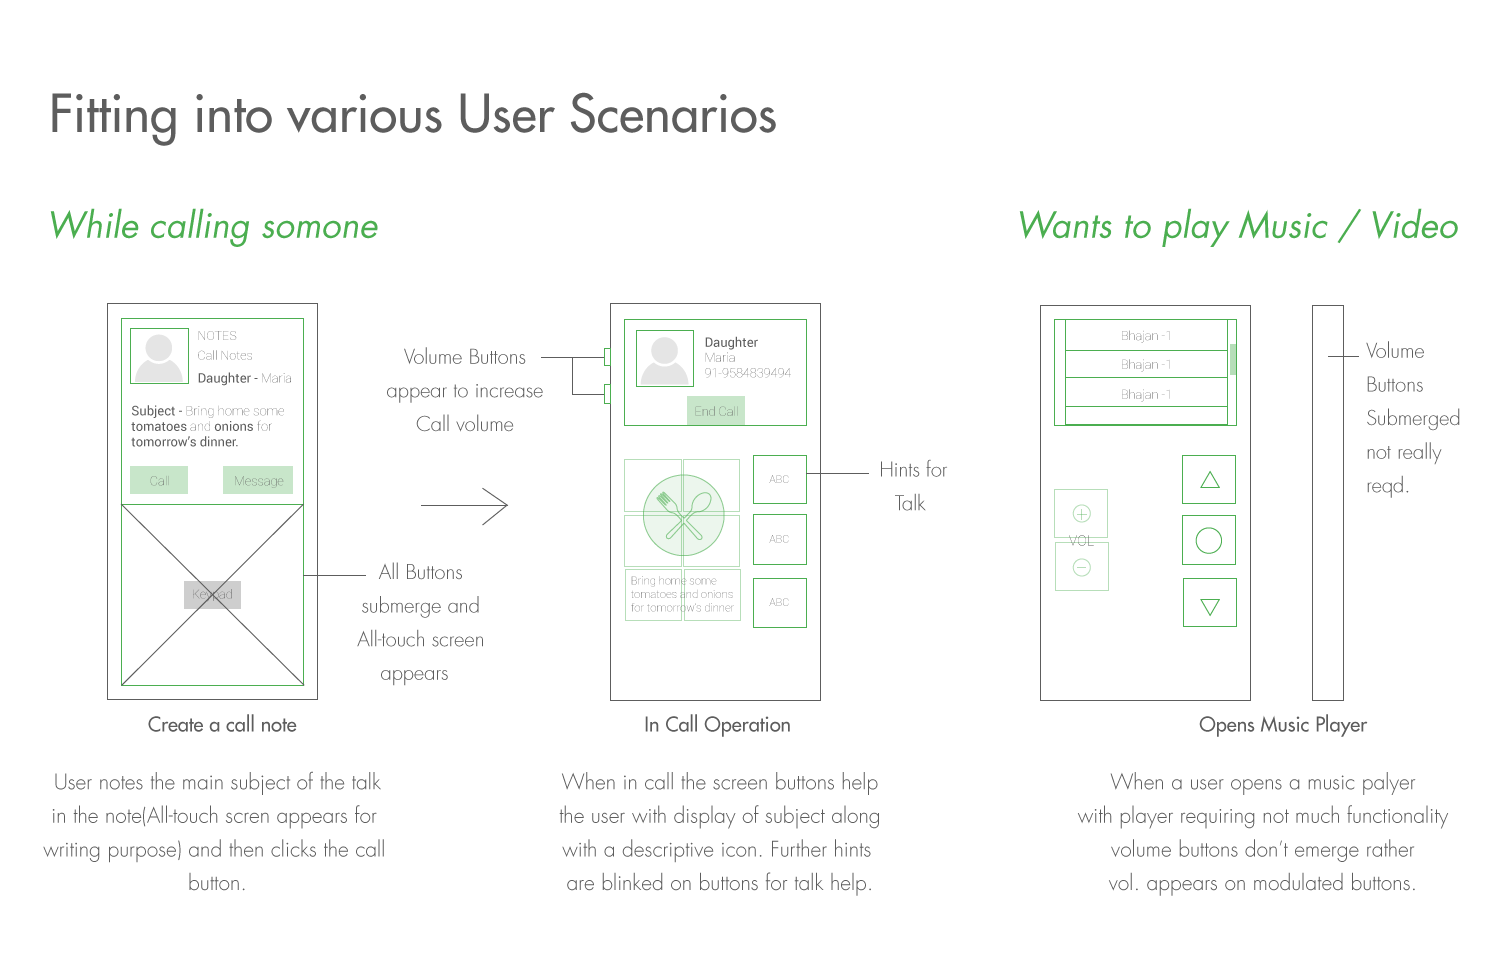 Fitting into various User Scenarios
While calling somone
NOTES
Call Notes
Daughter - Maria
Subject - Bring home some
tomatoes and onions for
tomorrow's dinner.
Call
Message
Keypad
Create a call note
User notes the main subject of the talk
in the note(All-touch scren appears for
writing purpose) and then clicks the call
button.
All Buttons
submerge and
All-touch screen
appears
Volume Buttons
appear to increase
Call volume
Daughter
Maria
91-9584839494
End Call
ABC
ABC
ABC
Bring home some
tomatoes and onions
for tomorrow's dinner
Hints for
Talk
In Call Operation
When in call the screen buttons help
the user with display of subject along
with a descriptive icon. Further hints
are blinked on buttons for talk help.
Wants to play Music / Video
Bhajan -1
Bhajan -1
Bhajan -1
VOL
Volume
Buttons
Submerged
not really
reqd.
Opens Music Player
When a user opens a music palyer
with player requiring not much functionality
volume buttons don't emerge rather
vol. appears on modulated buttons.